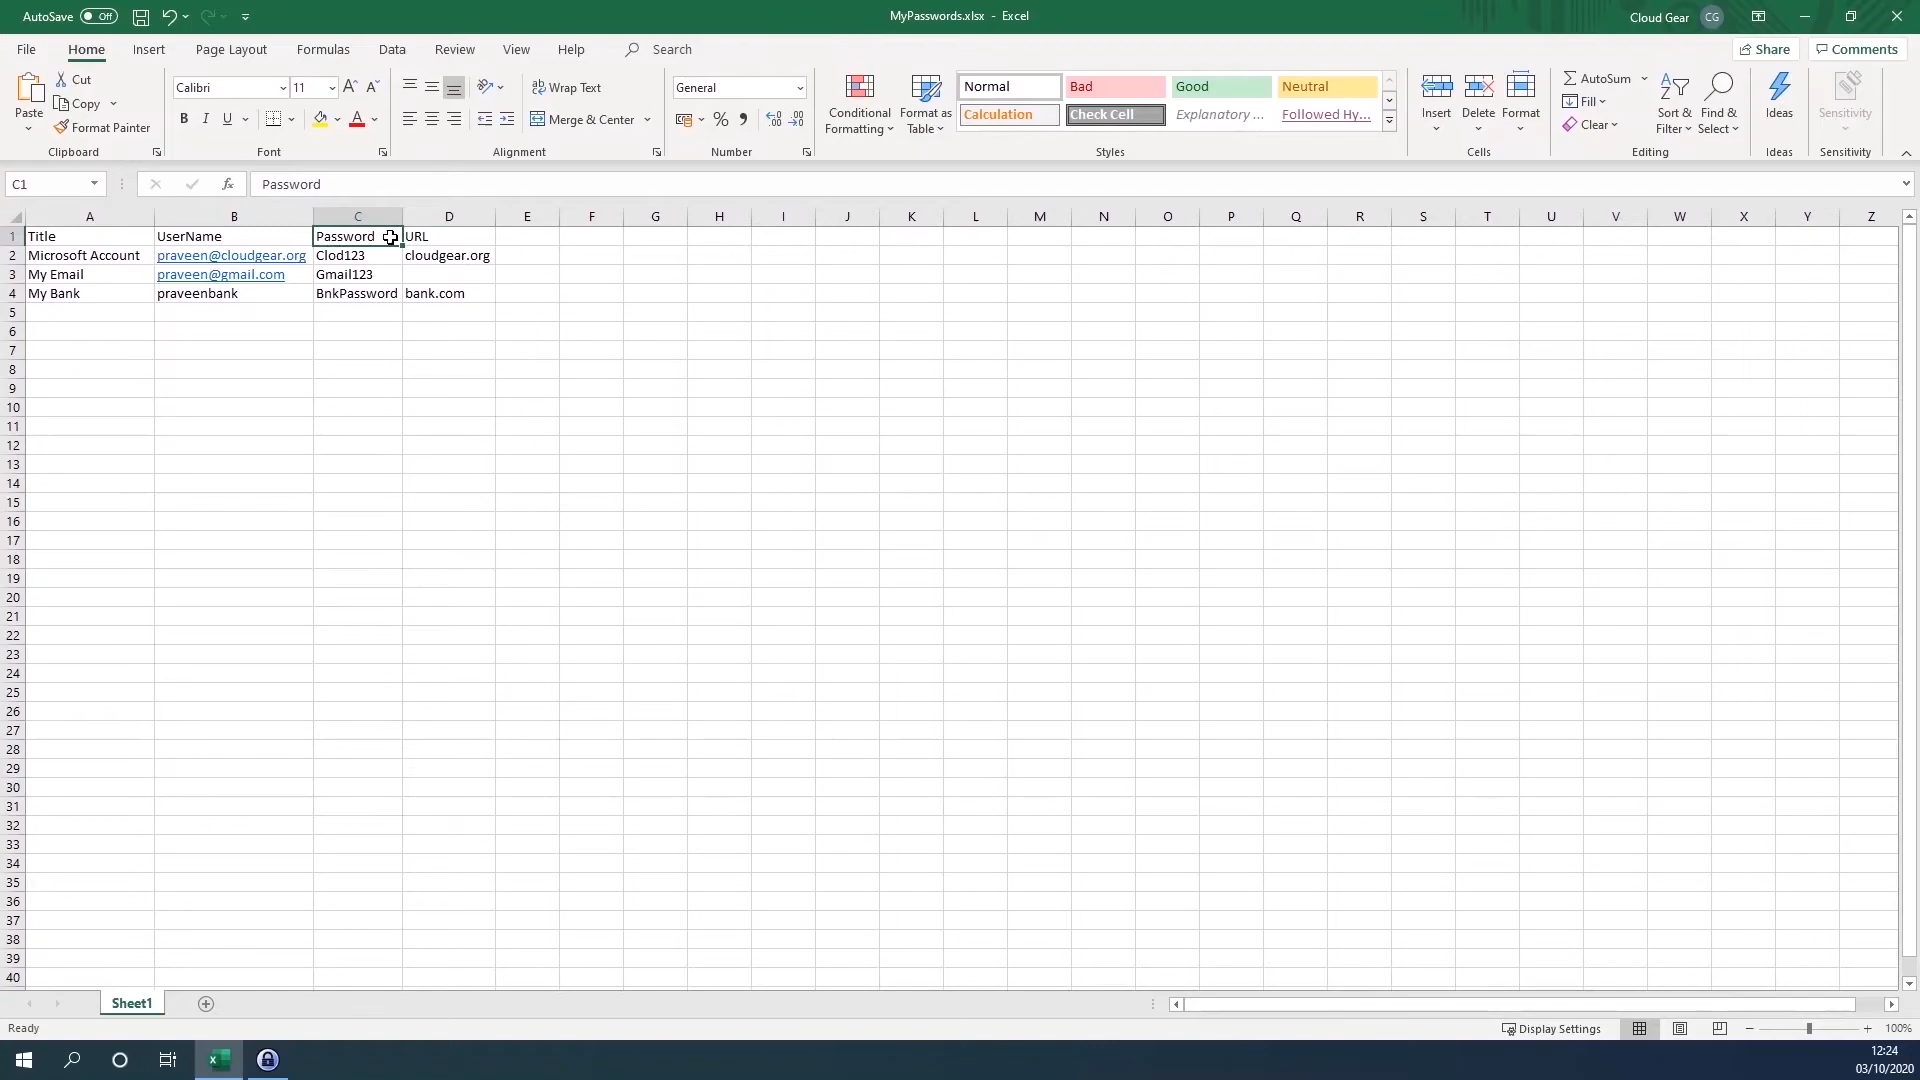 AutoSave Off MyPasswords.xlsx - Excel Cloud Gear CG
File Home Insert Page Layout Formulas Data Review View Help Search Share Comments
Paste Cut Copy Format Painter
Calibri 11 A A B I U A
Wrap Text Merge & Center
General % ,
Conditional Formatting Format as Table
Normal Bad Good Neutral
Calculation Check Cell Explanatory ... Followed Hy...
Insert Delete Format
AutoSum Fill Clear Sort & Filter Find & Select
Ideas Sensitivity
Clipboard Font Alignment Number Styles Cells Editing Ideas Sensitivity
C1 fx Password
A B C D E F G H I J K L M N O P Q R S T U V W X Y Z
1 Title UserName Password URL
2 Microsoft Account praveen@cloudgear.org Clod123 cloudgear.org
3 My Email praveen@gmail.com Gmail123
4 My Bank praveenbank BnkPassword bank.com
5
6
7
8
9
10
11
12
13
14
15
16
17
18
19
20
21
22
23
24
25
26
27
28
29
30
31
32
33
34
35
36
37
38
39
40
Sheet1
Ready Display Settings 100%
12:24
03/10/2020